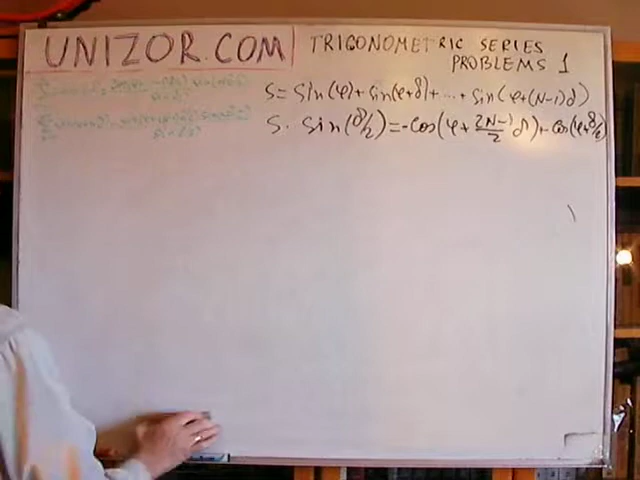 UNIZOR.COM
TRIGONOMETRIC SERIES
PROBLEMS 1
S = Sin(φ) + Sin(φ+δ) + ... + Sin(φ+(N-1)δ)
S · Sin(δ/2) = -Cos(φ + 2N-1/2 δ) + Cos(φ+δ/2)